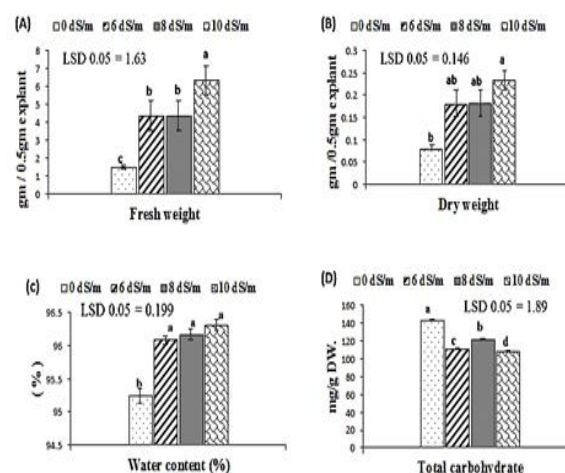 (A)
0 dS/m 6 dS/m 8 dS/m 10 dS/m
LSD 0.05 = 1.63
gm / 0.5gm explant
8
7
6
5
4
3
2
1
0
c b b a
Fresh weight
(B)
0 dS/m 6 dS/m 8 dS/m 10 dS/m
LSD 0.05 = 0.146
gm /0.5gm explant
0.3
0.25
0.2
0.15
0.1
0.05
0
b ab ab a
Dry weight
(C)
0 dS/m 6 dS/m 8 dS/m 10 dS/m
LSD 0.05 = 0.199
( % )
96.5
96
95.5
95
94.5
b a a a
Water content (%)
(D)
0 dS/m 6 dS/m 8 dS/m 10 dS/m
LSD 0.05 = 1.89
mg/g DW.
160
140
120
100
80
60
40
20
0
a c b d
Total carbohydrate